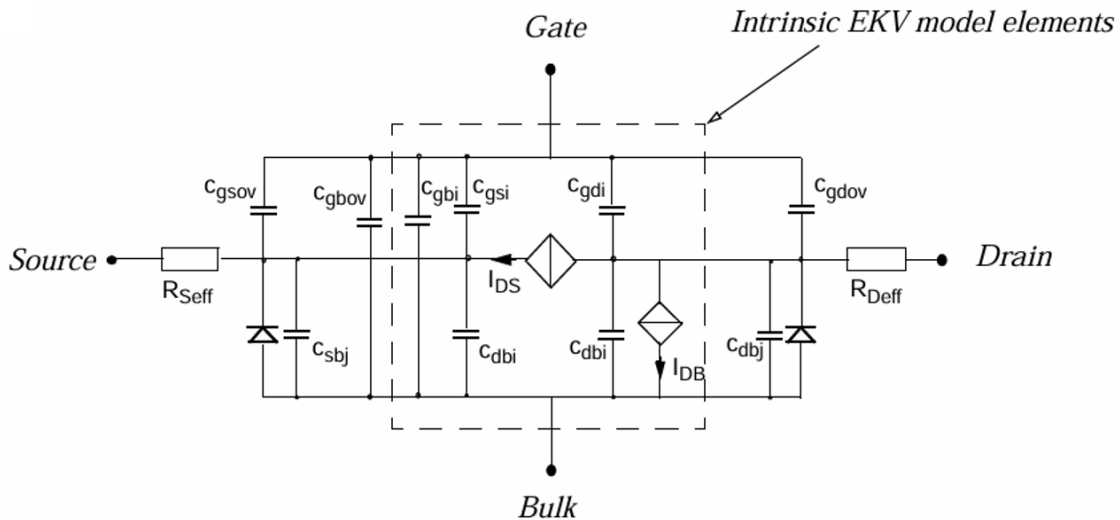 Gate
Intrinsic EKV model elements
cgsov
cgbov
cgbi
cgsi
cgdi
cgdov
Source
RSeff
IDS
RDeff
Drain
csbj
cdbi
cdbi
IDB
cdbj
Bulk